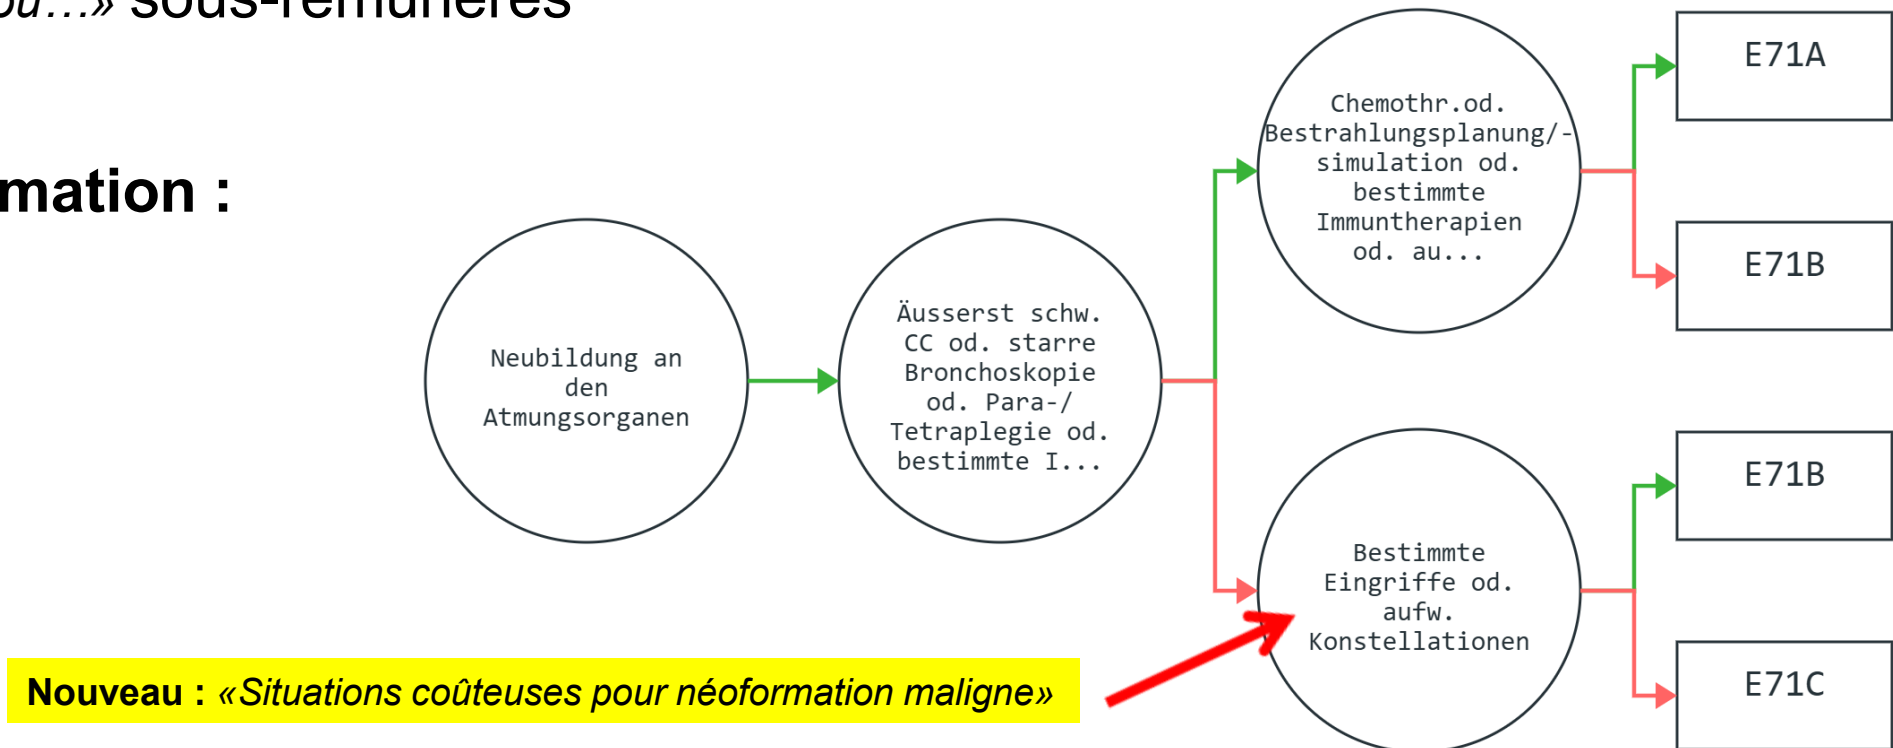 ou…» sous-rémunérés
mation :
Neubildung an
den
Atmungsorganen
Äusserst schw.
CC od. starre
Bronchoskopie
od. Para-/
Tetraplegie od.
bestimmte I...
Chemothr.od.
Bestrahlungsplanung/-
simulation od.
bestimmte
Immuntherapien
od. au...
Bestimmte
Eingriffe od.
aufw.
Konstellationen
E71A
E71B
E71B
E71C
Nouveau : «Situations coûteuses pour néoformation maligne»